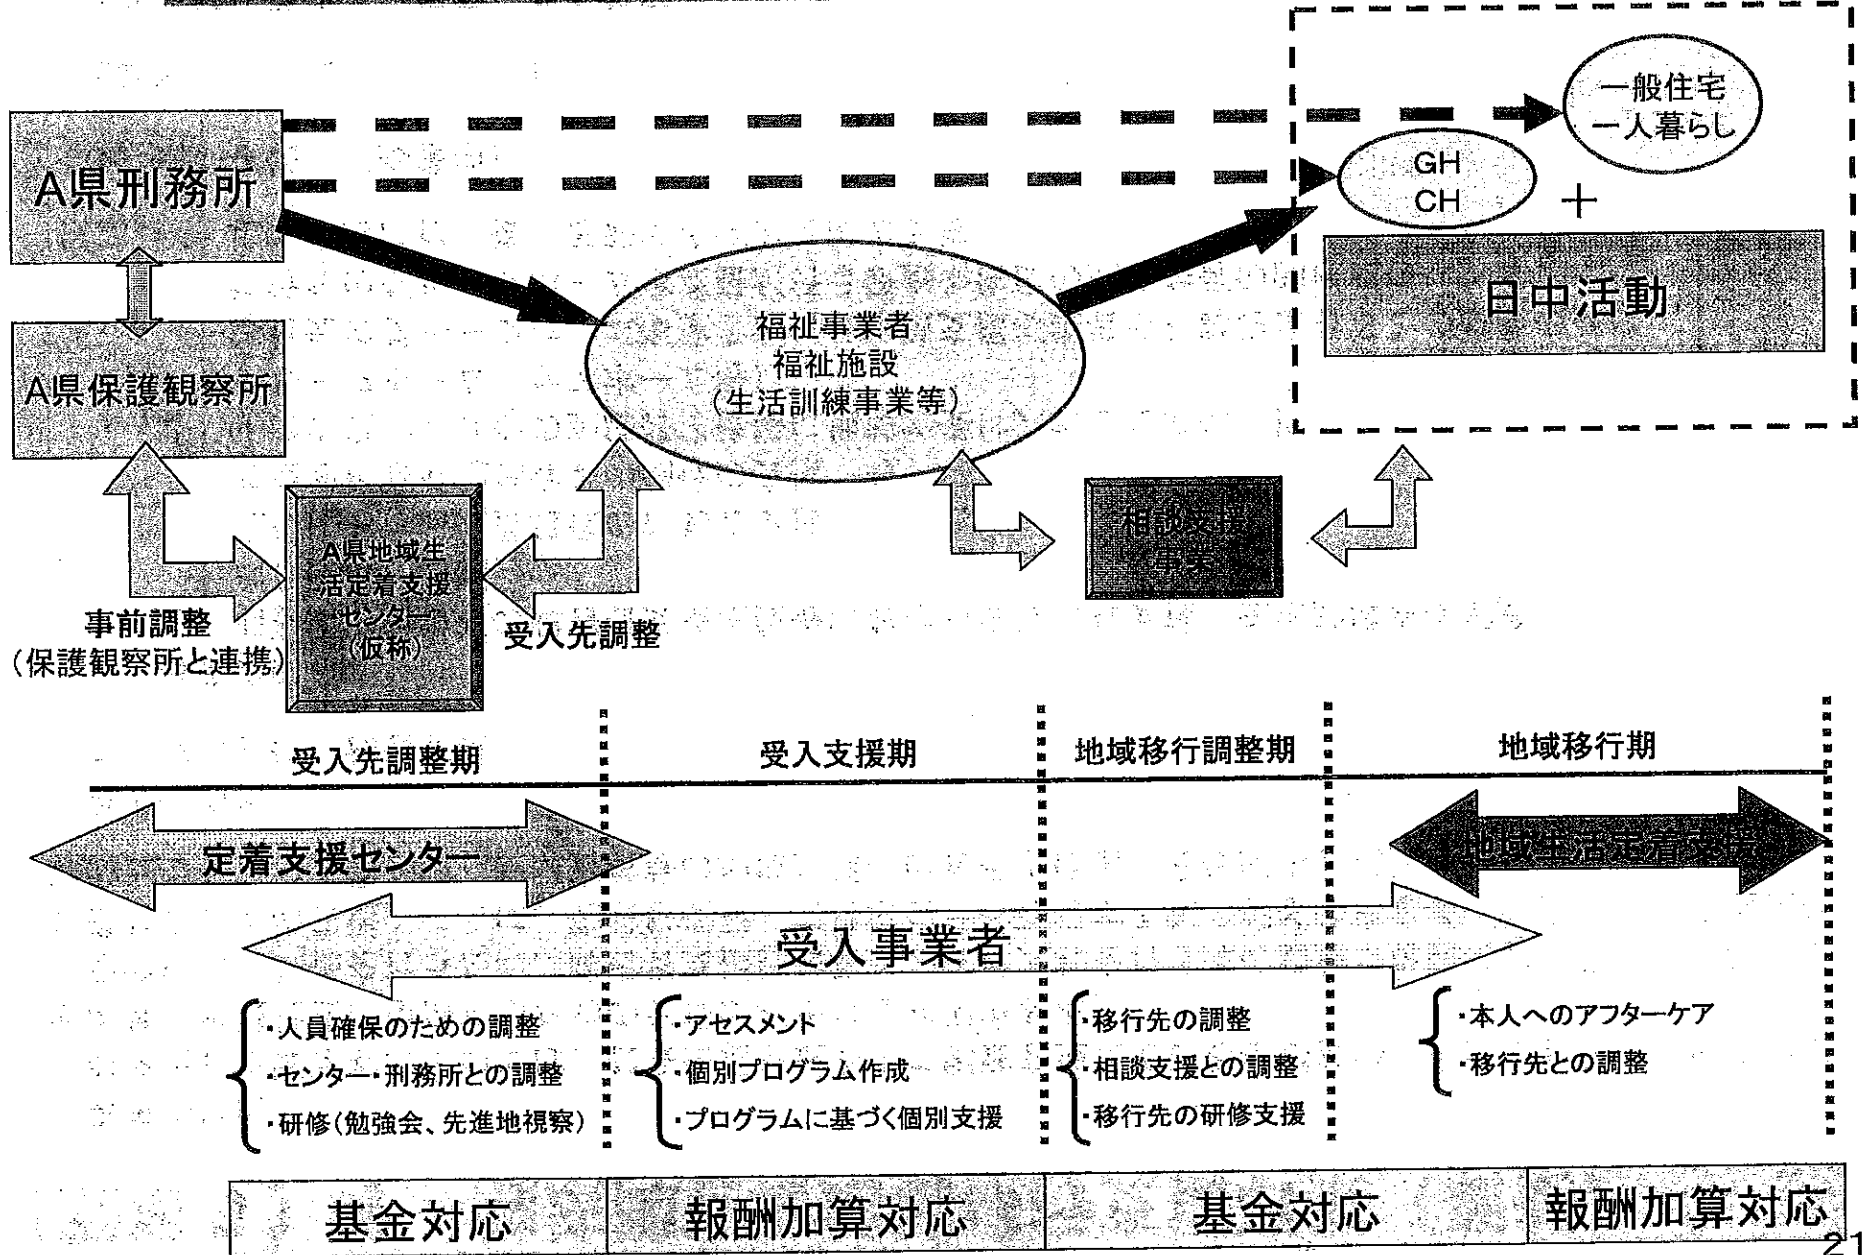 一般住宅
一人暮らし
A県刑務所
GH
CH
＋
日中活動
福祉事業者
福祉施設
（生活訓練事業等）
A県保護観察所
A県地域生
活定着支援
センター
（仮称）
相談支援
事業
事前調整
（保護観察所と連携）
受入先調整
受入先調整期
受入支援期
地域移行調整期
地域移行期
定着支援センター
地域生活定着支援
受入事業者
・人員確保のための調整
・センター・刑務所との調整
・研修（勉強会、先進地視察）
・アセスメント
・個別プログラム作成
・プログラムに基づく個別支援
・移行先の調整
・相談支援との調整
・移行先の研修支援
・本人へのアフターケア
・移行先との調整
基金対応
報酬加算対応
基金対応
報酬加算対応
21